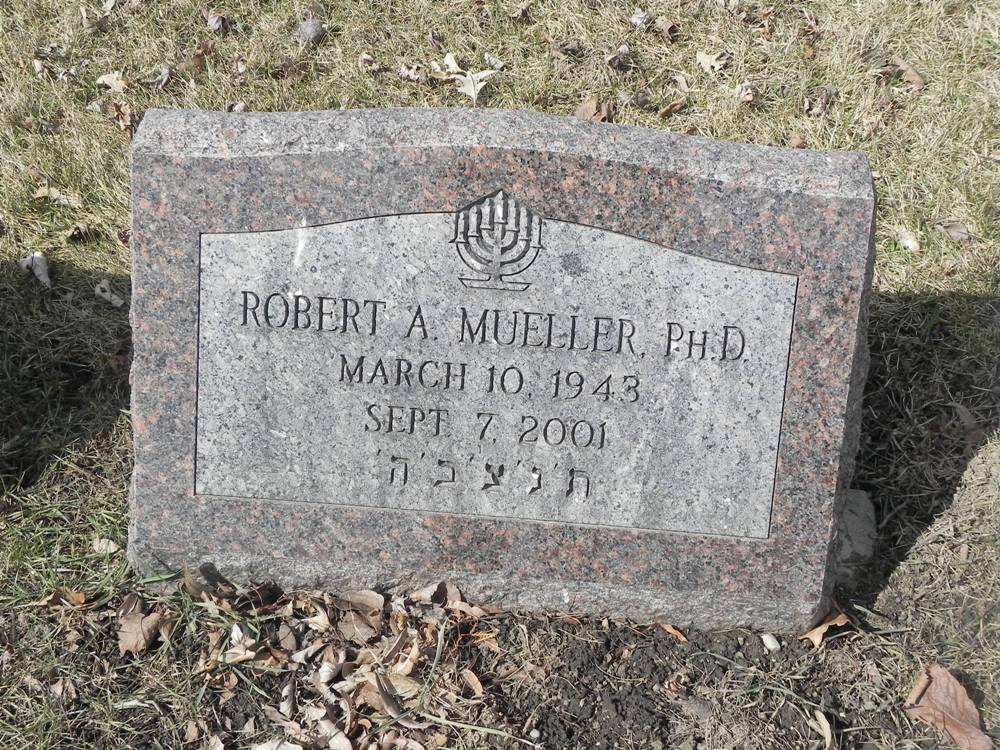 ROBERT A. MUELLER, PH.D.
MARCH 10, 1943
SEPT. 7, 2001
ת'נ'צ'ב'ה'